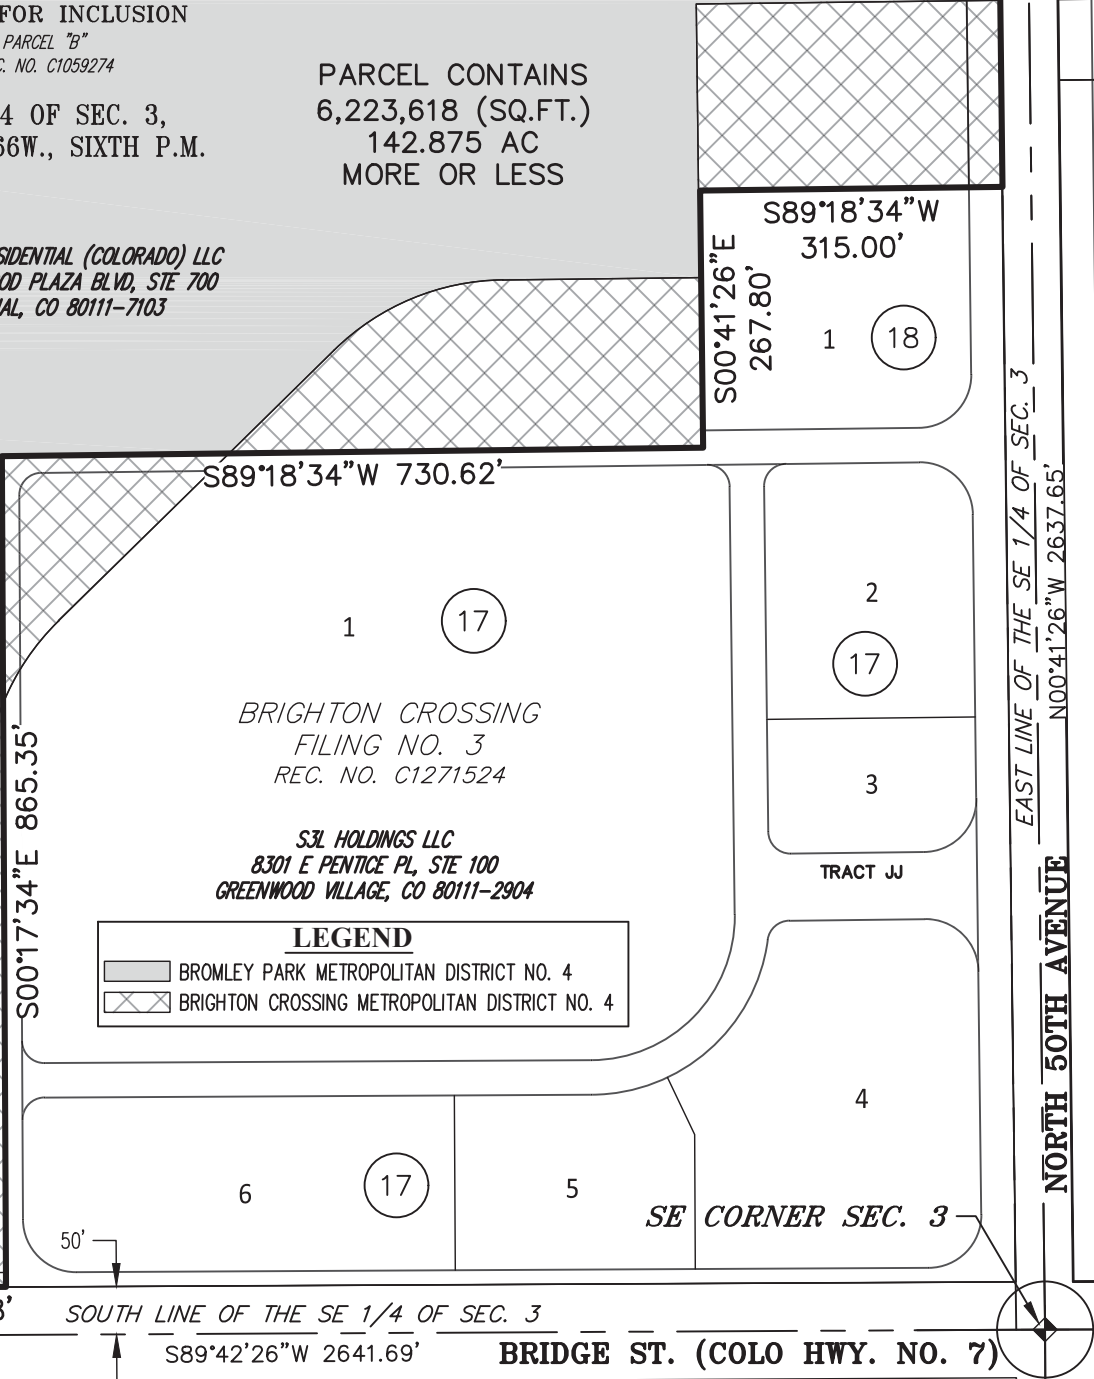 FOR INCLUSION
PARCEL "B"
C. NO. C1059274
4 OF SEC. 3,
66W., SIXTH P.M.
PARCEL CONTAINS
6,223,618 (SQ.FT.)
142.875 AC
MORE OR LESS
SIDENTIAL (COLORADO) LLC
OD PLAZA BLVD, STE 700
IAL, CO 80111-7103
S89°18'34"W
315.00'
S00°41'26"E
267.80'
1
18
S89°18'34"W 730.62'
1
17
2
17
3
TRACT JJ
BRIGHTON CROSSING
FILING NO. 3
REC. NO. C1271524
S3L HOLDINGS LLC
8301 E PENTICE PL, STE 100
GREENWOOD VILLAGE, CO 80111-2904
LEGEND
BROMLEY PARK METROPOLITAN DISTRICT NO. 4
BRIGHTON CROSSING METROPOLITAN DISTRICT NO. 4
S00°17'34"E 865.35'
EAST LINE OF THE SE 1/4 OF SEC. 3
N00°41'26"W 2637.65'
NORTH 50TH AVENUE
4
6
17
5
SE CORNER SEC. 3
50'
8'
SOUTH LINE OF THE SE 1/4 OF SEC. 3
S89°42'26"W 2641.69'
BRIDGE ST. (COLO HWY. NO. 7)